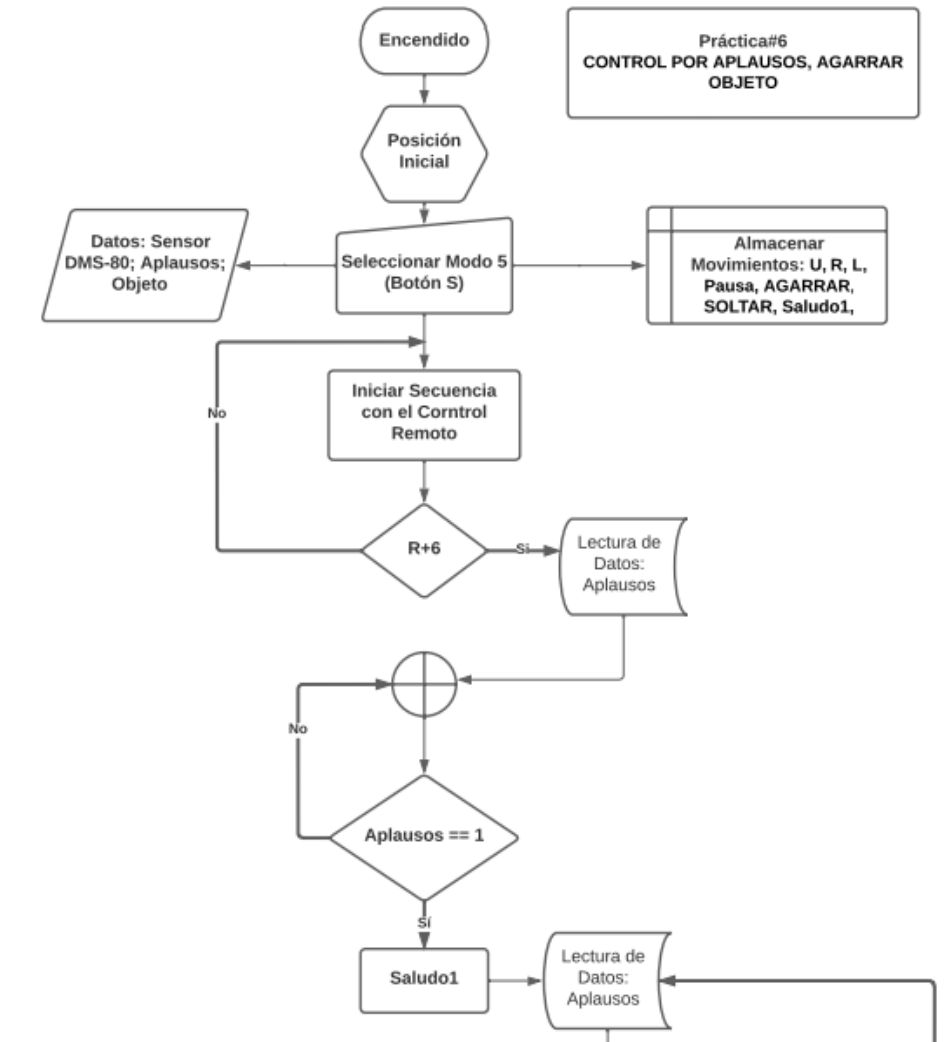 Encendido
Práctica#6
CONTROL POR APLAUSOS, AGARRAR
OBJETO
Posición
Inicial
Datos: Sensor
DMS-80; Aplausos;
Objeto
Seleccionar Modo 5
(Botón S)
Almacenar
Movimientos: U, R, L,
Pausa, AGARRAR,
SOLTAR, Saludo1,
Iniciar Secuencia
con el Corntrol
Remoto
No
R+6
Si
Lectura de
Datos:
Aplausos
No
Aplausos == 1
Sí
Saludo1
Lectura de
Datos:
Aplausos